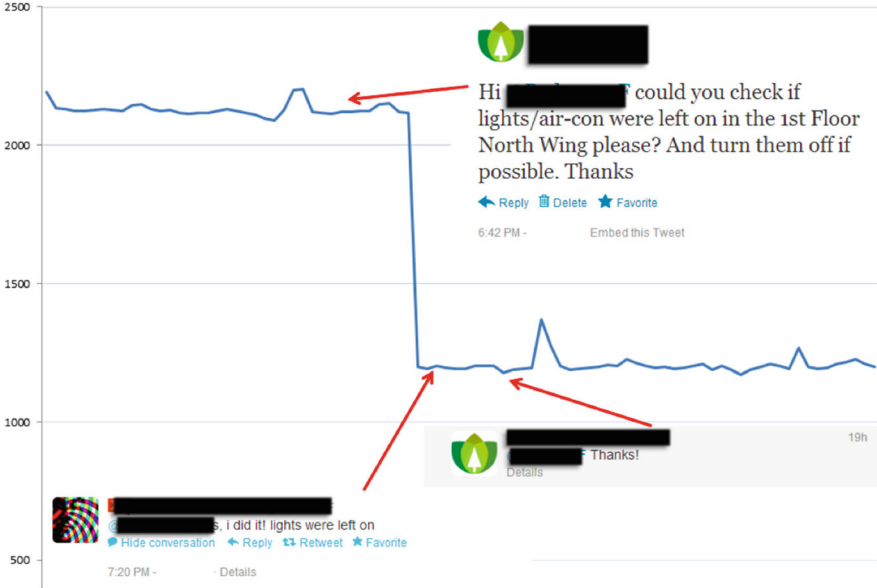 2500
2000
1500
1000
500
Hi could you check if
lights/air-con were left on in the 1st Floor
North Wing please? And turn them off if
possible. Thanks
Reply Delete Favorite
6:42 PM - Embed this Tweet
19h
Thanks!
Details
s, i did it! lights were left on
Hide conversation Reply Retweet Favorite
7:20 PM - · Details